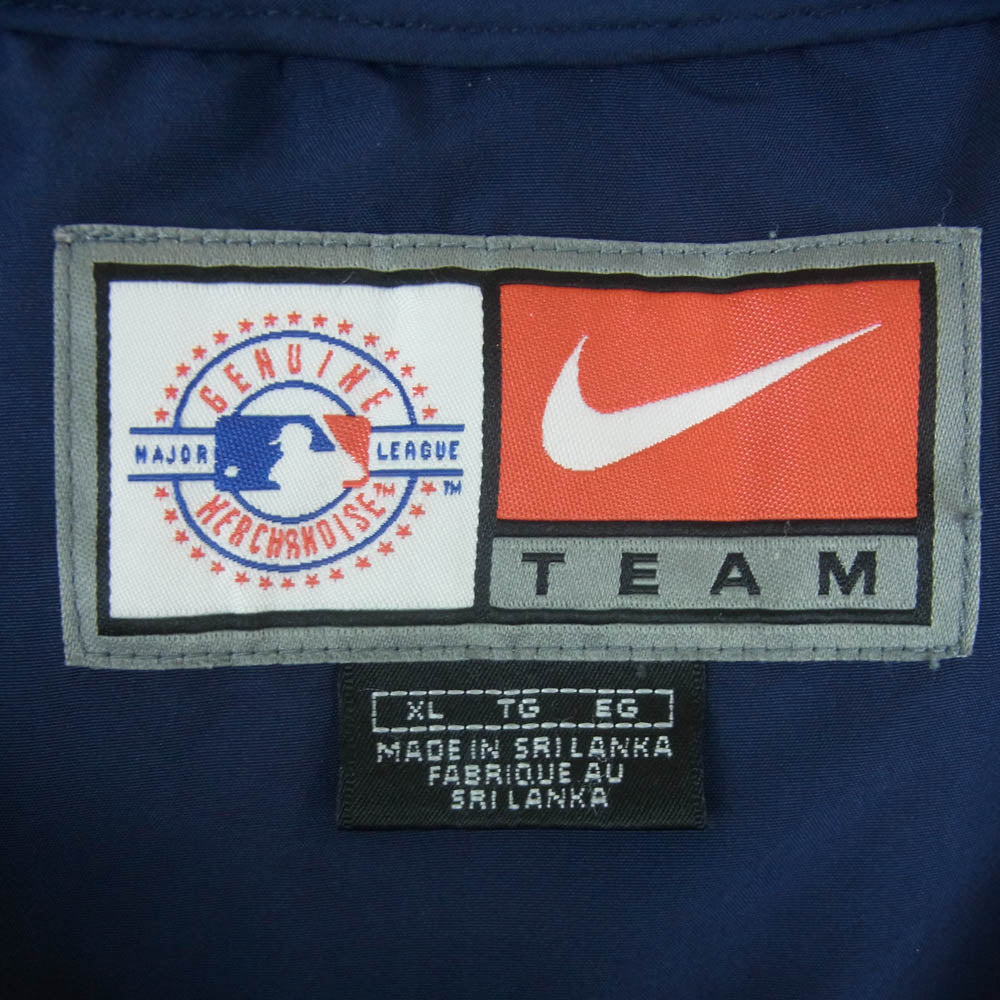 GENUINE
MAJOR LEAGUE
MERCHANDISE™ ™
TEAM
XL TG EG
MADE IN SRI LANKA
FABRIQUE AU
SRI LANKA